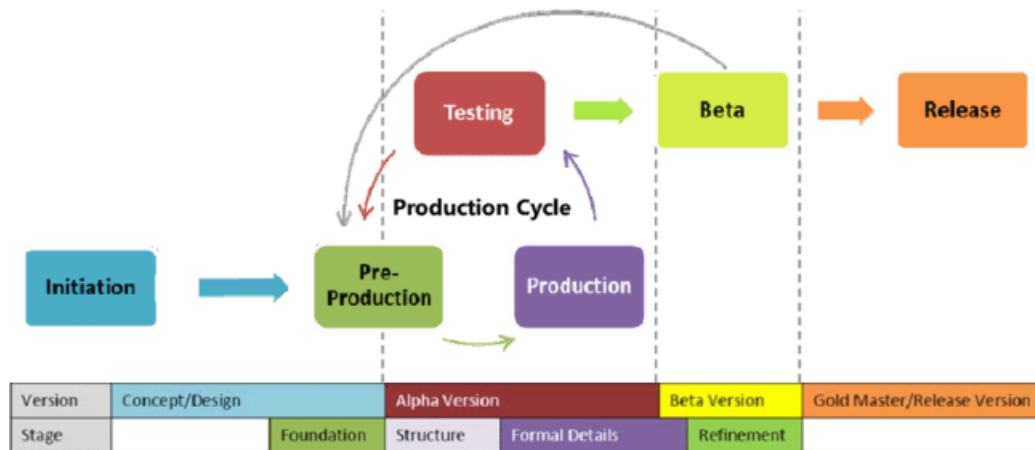 Testing
Beta
Release
Production Cycle
Initiation
Pre-
Production
Production
Version
Concept/Design
Alpha Version
Beta Version
Gold Master/Release Version
Stage
Foundation
Structure
Formal Details
Refinement